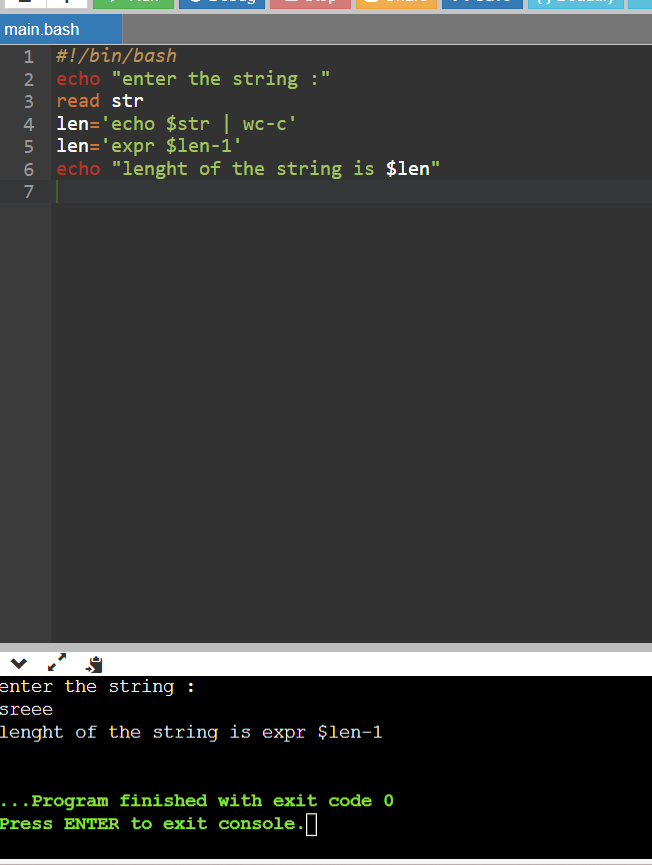 main.bash
1 #!/bin/bash
2 echo "enter the string :"
3 read str
4 len='echo $str | wc-c'
5 len='expr $len-1'
6 echo "lenght of the string is $len"
7
enter the string :
sreee
lenght of the string is expr $len-1
...Program finished with exit code 0
Press ENTER to exit console.